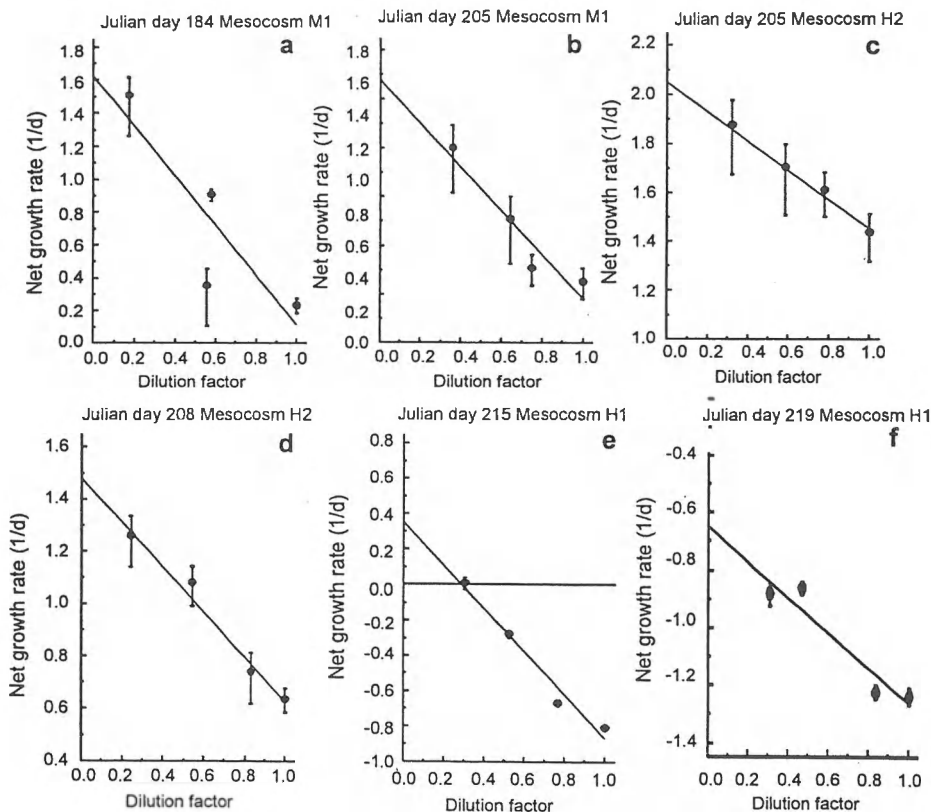 Julian day 184 Mesocosm M1
a
Net growth rate (1/d)
1.8
1.6
1.4
1.2
1.0
0.8
0.6
0.4
0.2
0.0
0.0 0.2 0.4 0.6 0.8 1.0
Dilution factor
Julian day 205 Mesocosm M1
b
Net growth rate (1/d)
1.8
1.6
1.4
1.2
1.0
0.8
0.6
0.4
0.2
0.0
0.0 0.2 0.4 0.6 0.8 1.0
Dilution factor
Julian day 205 Mesocosm H2
c
Net growth rate (1/d)
2.2
2.0
1.8
1.6
1.4
1.2
1.0
0.0 0.2 0.4 0.6 0.8 1.0
Dilution factor
Julian day 208 Mesocosm H2
d
Net growth rate (1/d)
1.6
1.4
1.2
1.0
0.8
0.6
0.4
0.0 0.2 0.4 0.6 0.8 1.0
Dilution factor
Julian day 215 Mesocosm H1
e
Net growth rate (1/d)
0.8
0.6
0.4
0.2
0.0
-0.2
-0.4
-0.6
-0.8
-1.0
0.0 0.2 0.4 0.6 0.8 1.0
Dilution factor
Julian day 219 Mesocosm H1
f
Net growth rate (1/d)
-0.4
-0.6
-0.8
-1.0
-1.2
-1.4
0.0 0.2 0.4 0.6 0.8 1.0
Dilution factor